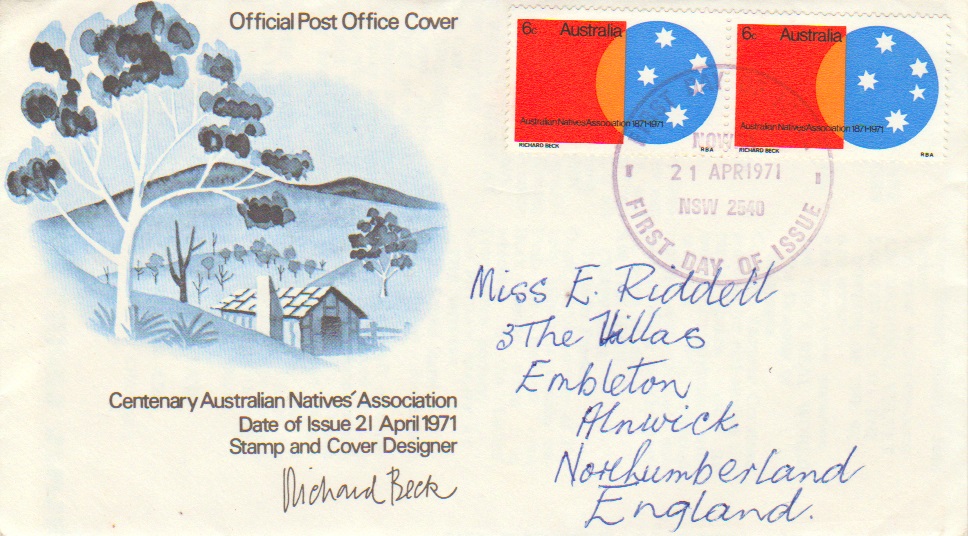 Official Post Office Cover
6c Australia
Australian Natives' Association 1871-1971
RICHARD BECK RBA
6c Australia
Australian Natives' Association 1871-1971
RICHARD BECK RBA
21 APR1971
NSW 2540
FIRST DAY OF ISSUE
Miss E. Riddell
3 The Villas
Embleton
Alnwick
Northumberland
England.
Centenary Australian Natives' Association
Date of Issue 21 April 1971
Stamp and Cover Designer
Richard Beck